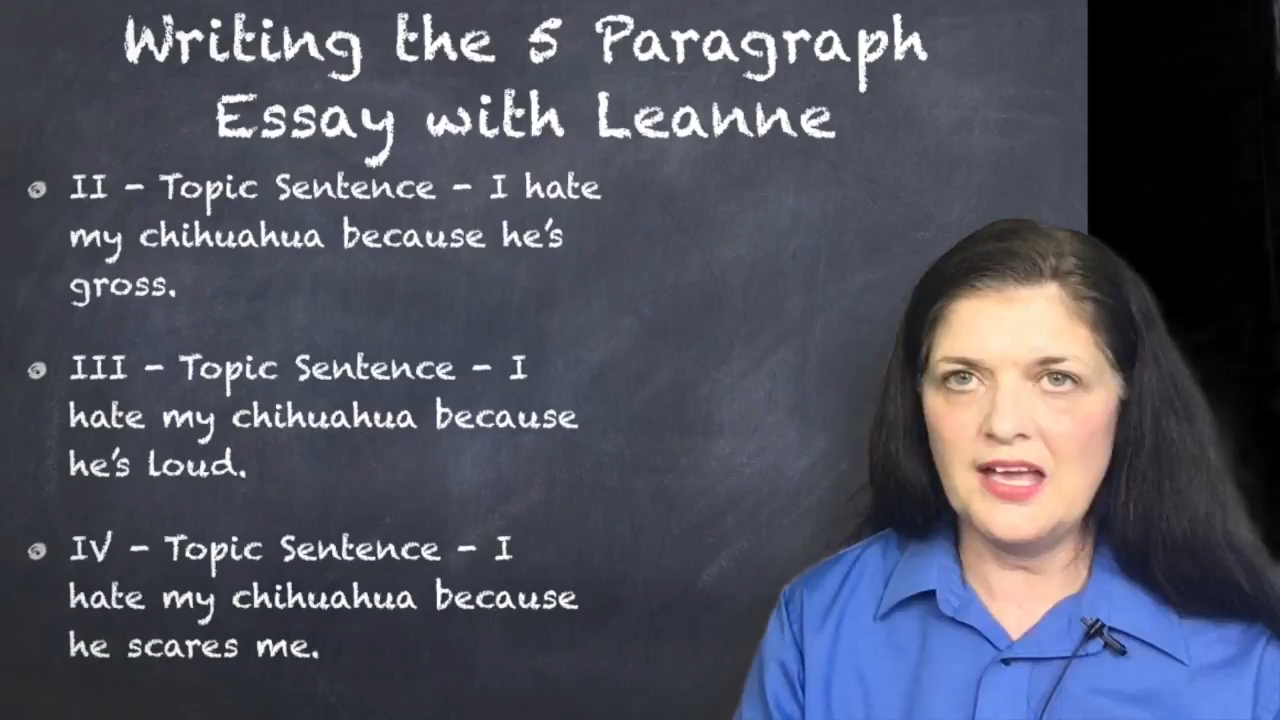 Writing the 5 Paragraph
Essay with Leanne
II - Topic Sentence - I hate
my chihuahua because he's
gross.
III - Topic Sentence - I
hate my chihuahua because
he's loud.
IV - Topic Sentence - I
hate my chihuahua because
he scares me.